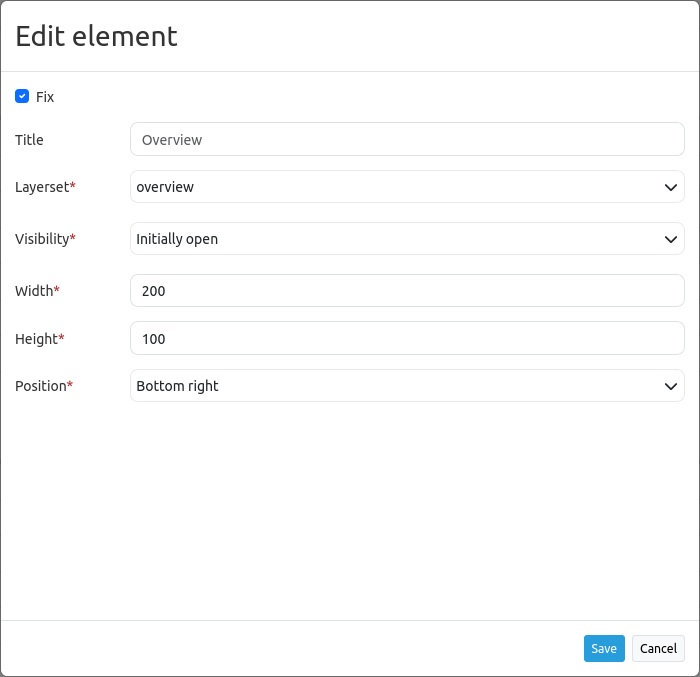 Edit element
Fix
Title Overview
Layerset* overview
Visibility* Initially open
Width* 200
Height* 100
Position* Bottom right
Save Cancel